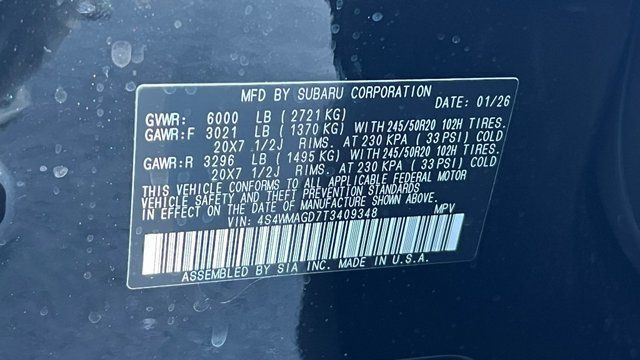 MFD BY SUBARU CORPORATION
DATE: 01/26
GVWR: 6000 LB ( 2721 KG)
GAWR:F 3021 LB ( 1370 KG) WITH 245/50R20 102H TIRES.
20X7 .1/2J RIMS. AT 230 KPA ( 33 PSI) COLD
GAWR:R 3296 LB ( 1495 KG) WITH 245/50R20 102H TIRES.
20X7 .1/2J RIMS. AT 230 KPA ( 33 PSI) COLD
THIS VEHICLE CONFORMS TO ALL APPLICABLE FEDERAL MOTOR
VEHICLE SAFETY AND THEFT PREVENTION STANDARDS
IN EFFECT ON THE DATE OF MANUFACTURE SHOWN ABOVE.
VIN: 4S4WMAGD7T3409348 MPV
ASSEMBLED BY SIA INC. MADE IN U.S.A.